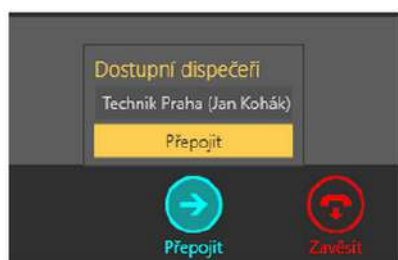 Dostupní dispečeři
Technik Praha (Jan Kohák)
Přepojit
Přepojit
Zavěsit